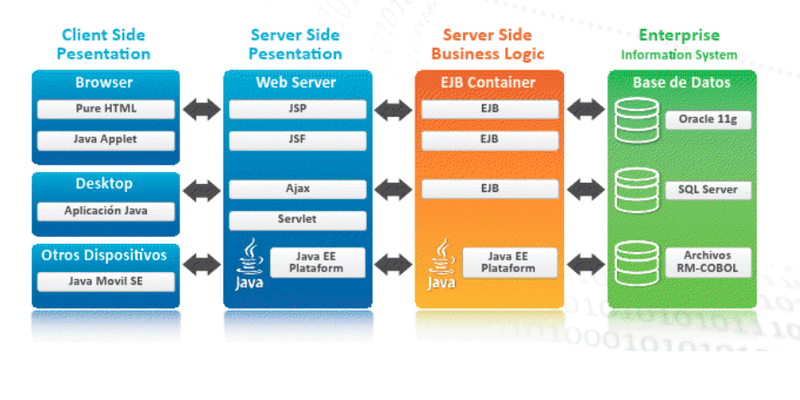 Client Side
Pesentation
Browser
Pure HTML
Java Applet
Desktop
Aplicación Java
Otros Dispositivos
Java Movil SE
Server Side
Pesentation
Web Server
JSP
JSF
Ajax
Servlet
Java
Java EE
Plataform
Server Side
Business Logic
EJB Container
EJB
EJB
EJB
Java
Java EE
Plataform
Enterprise
Information System
Base de Datos
Oracle 11g
SQL Server
Archivos
RM-COBOL